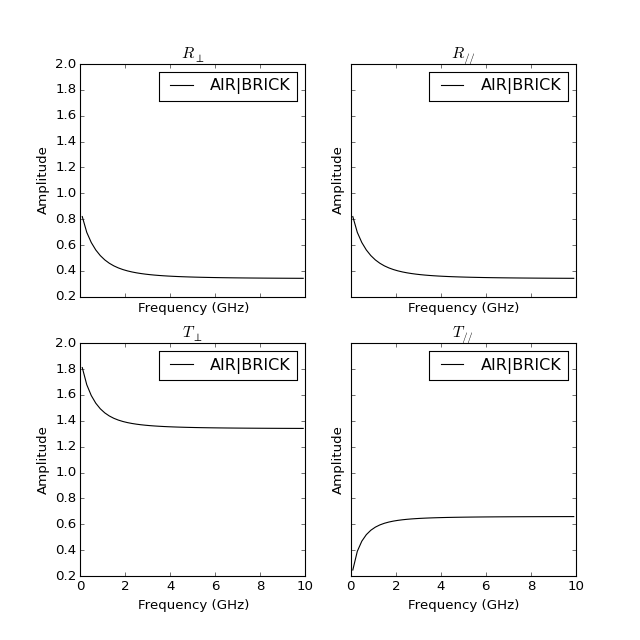 R⊥
R//
2.0
1.8
1.6
1.4
1.2
1.0
0.8
0.6
0.4
0.2
Amplitude
AIR|BRICK
Frequency (GHz)
Amplitude
AIR|BRICK
Frequency (GHz)
T⊥
T//
2.0
1.8
1.6
1.4
1.2
1.0
0.8
0.6
0.4
0.2
Amplitude
AIR|BRICK
0 2 4 6 8 10
Frequency (GHz)
Amplitude
AIR|BRICK
0 2 4 6 8 10
Frequency (GHz)